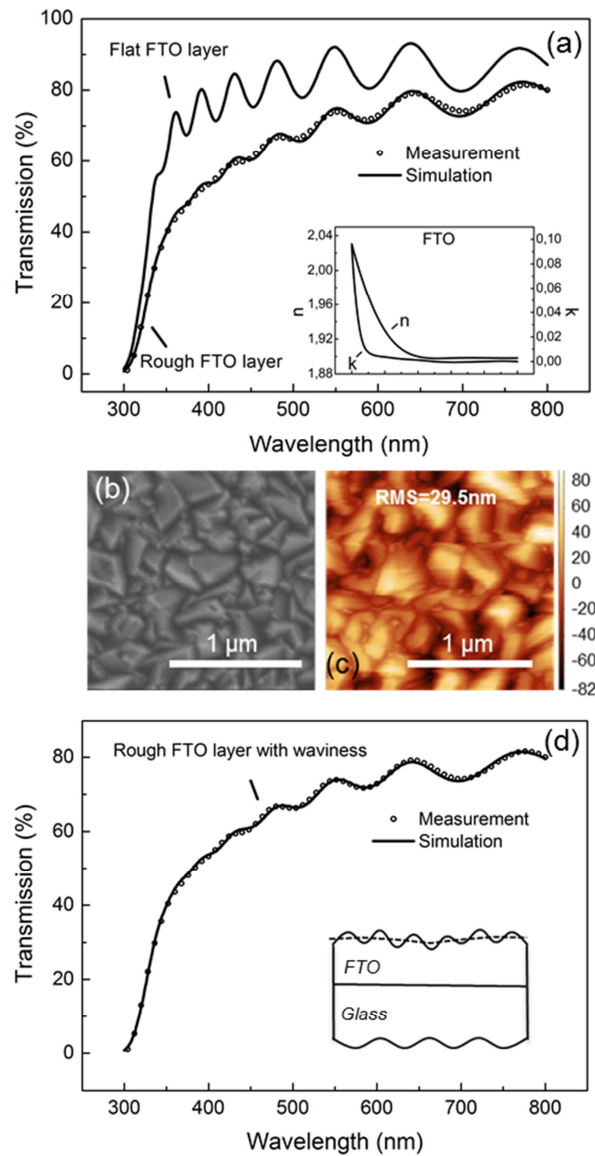 100
(a)
Flat FTO layer
80
60
Measurement
Simulation
40
Transmission (%)
FTO
2,04
0,10
0,08
2,00
0,06
n
1,96
n
0,04
k
1,92
k
0,02
0,00
1,88
20
Rough FTO layer
0
300 400 500 600 700 800
Wavelength (nm)
(b)
1 µm
RMS=29.5nm
1 µm
(c)
80
60
40
20
0
-20
-40
-60
-82
(d)
80
Rough FTO layer with waviness
Measurement
Simulation
60
40
Transmission (%)
20
FTO
Glass
0
300 400 500 600 700 800
Wavelength (nm)